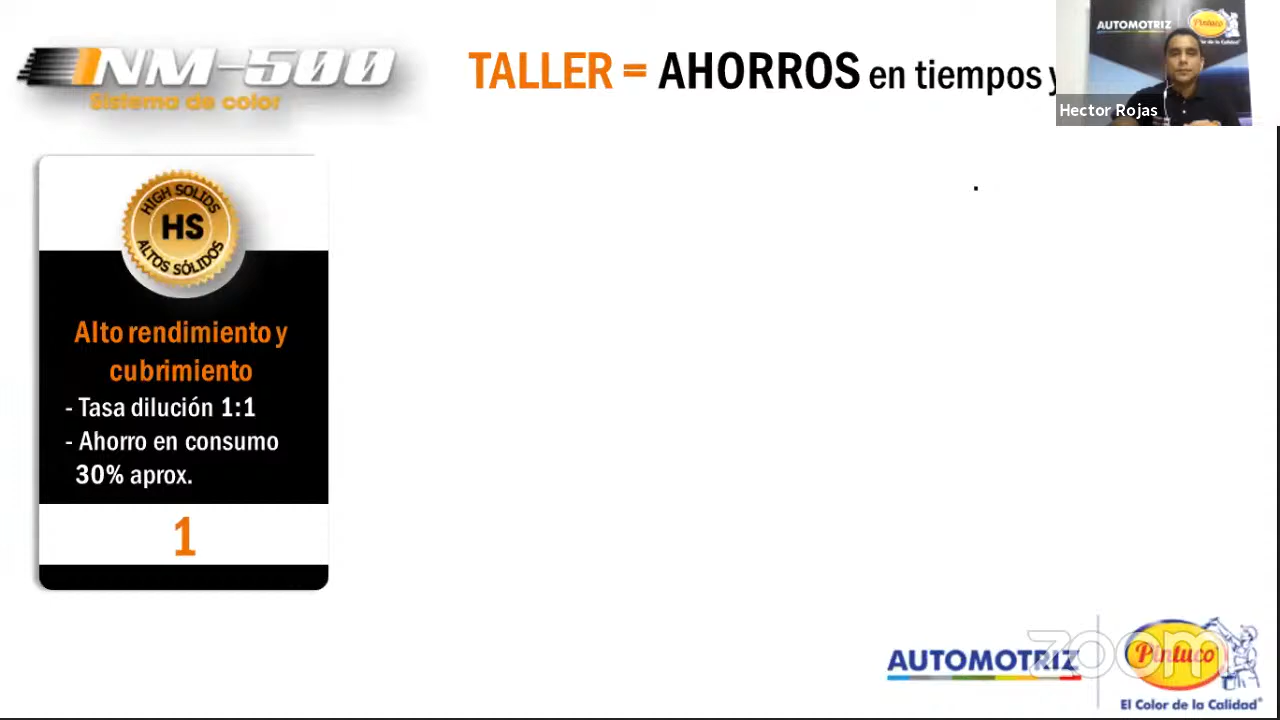 NM-500
Sistema de color
TALLER = AHORROS en tiempos y
AUTOMOTRIZ
Pintuco
Hector Rojas
HIGH SOLIDS
HS
ALTOS SÓLIDOS
Alto rendimiento y
cubrimiento
- Tasa dilución 1:1
- Ahorro en consumo
30% aprox.
1
AUTOMOTRIZ
zoom
Pintuco
El Color de la Calidad®